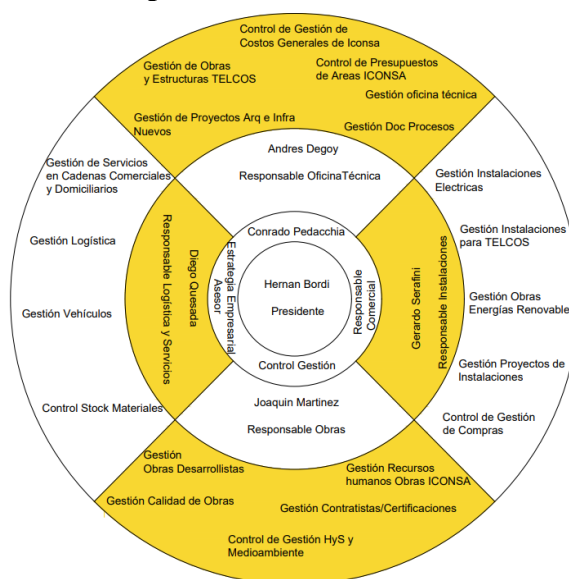 Control de Gestión de
Costos Generales de Iconsa
Gestión de Obras
y Estructuras TELCOS
Control de Presupuestos
de Areas ICONSA
Gestión oficina técnica
Gestión de Proyectos Arq e Infra
Nuevos
Gestión Doc Procesos
Andres Degoy
Responsable OficinaTécnica
Gestión de Servicios
en Cadenas Comerciales
y Domiciliarios
Gestión Logística
Gestión Vehículos
Control Stock Materiales
Diego Quesada
Responsable Logística y Servicios
Conrado Pedacchia
Asesor
Estrategia Empresarial
Hernan Bordi
Presidente
Responsable
Comercial
Control Gestión
Gerardo Serafini
Responsable Instalaciones
Gestión Instalaciones
Electricas
Gestión Instalaciones
para TELCOS
Gestión Obras
Energías Renovable
Gestión Proyectos de
Instalaciones
Control de Gestión
de Compras
Joaquin Martinez
Responsable Obras
Gestión
Obras Desarrollistas
Gestión Recursos
humanos Obras ICONSA
Gestión Calidad de Obras
Gestión Contratistas/Certificaciones
Control de Gestión HyS y
Medioambiente